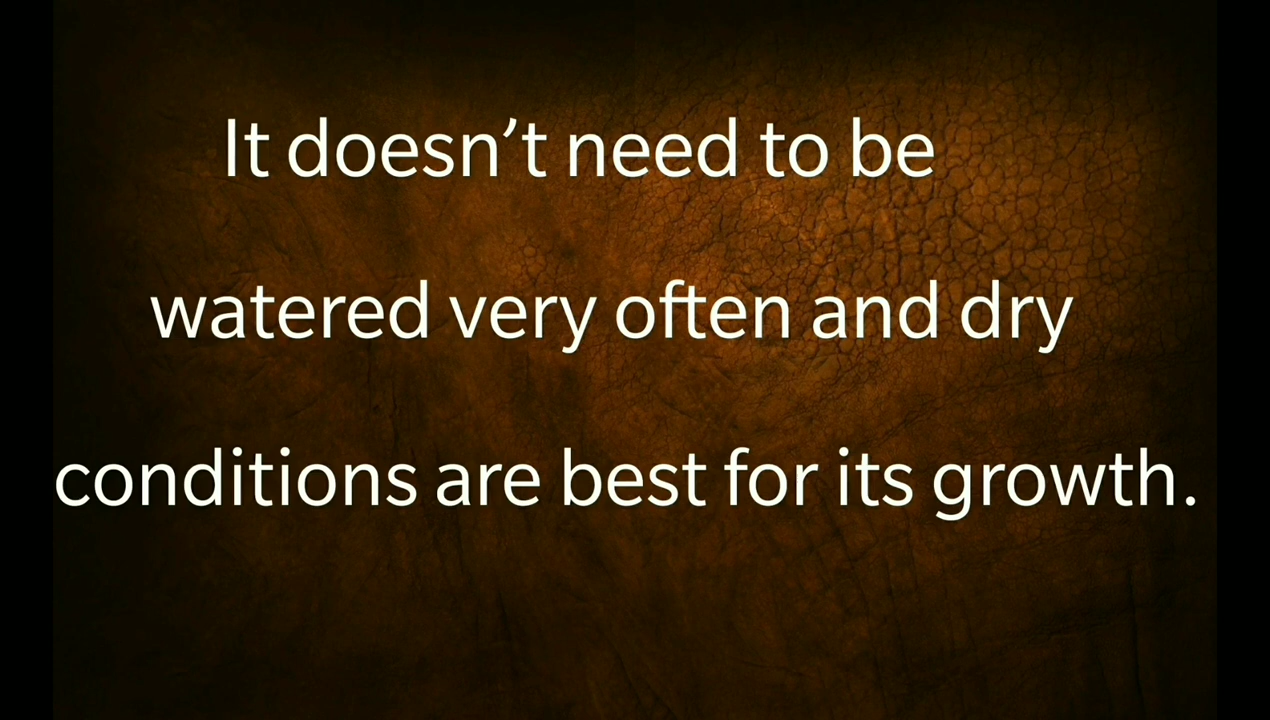 It doesn’t need to be
watered very often and dry
conditions are best for its growth.